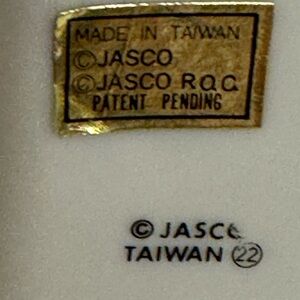 MADE IN TAIWAN
©JASCO
©JASCO R.O.C
PATENT PENDING
© JASCO
TAIWAN ㉒